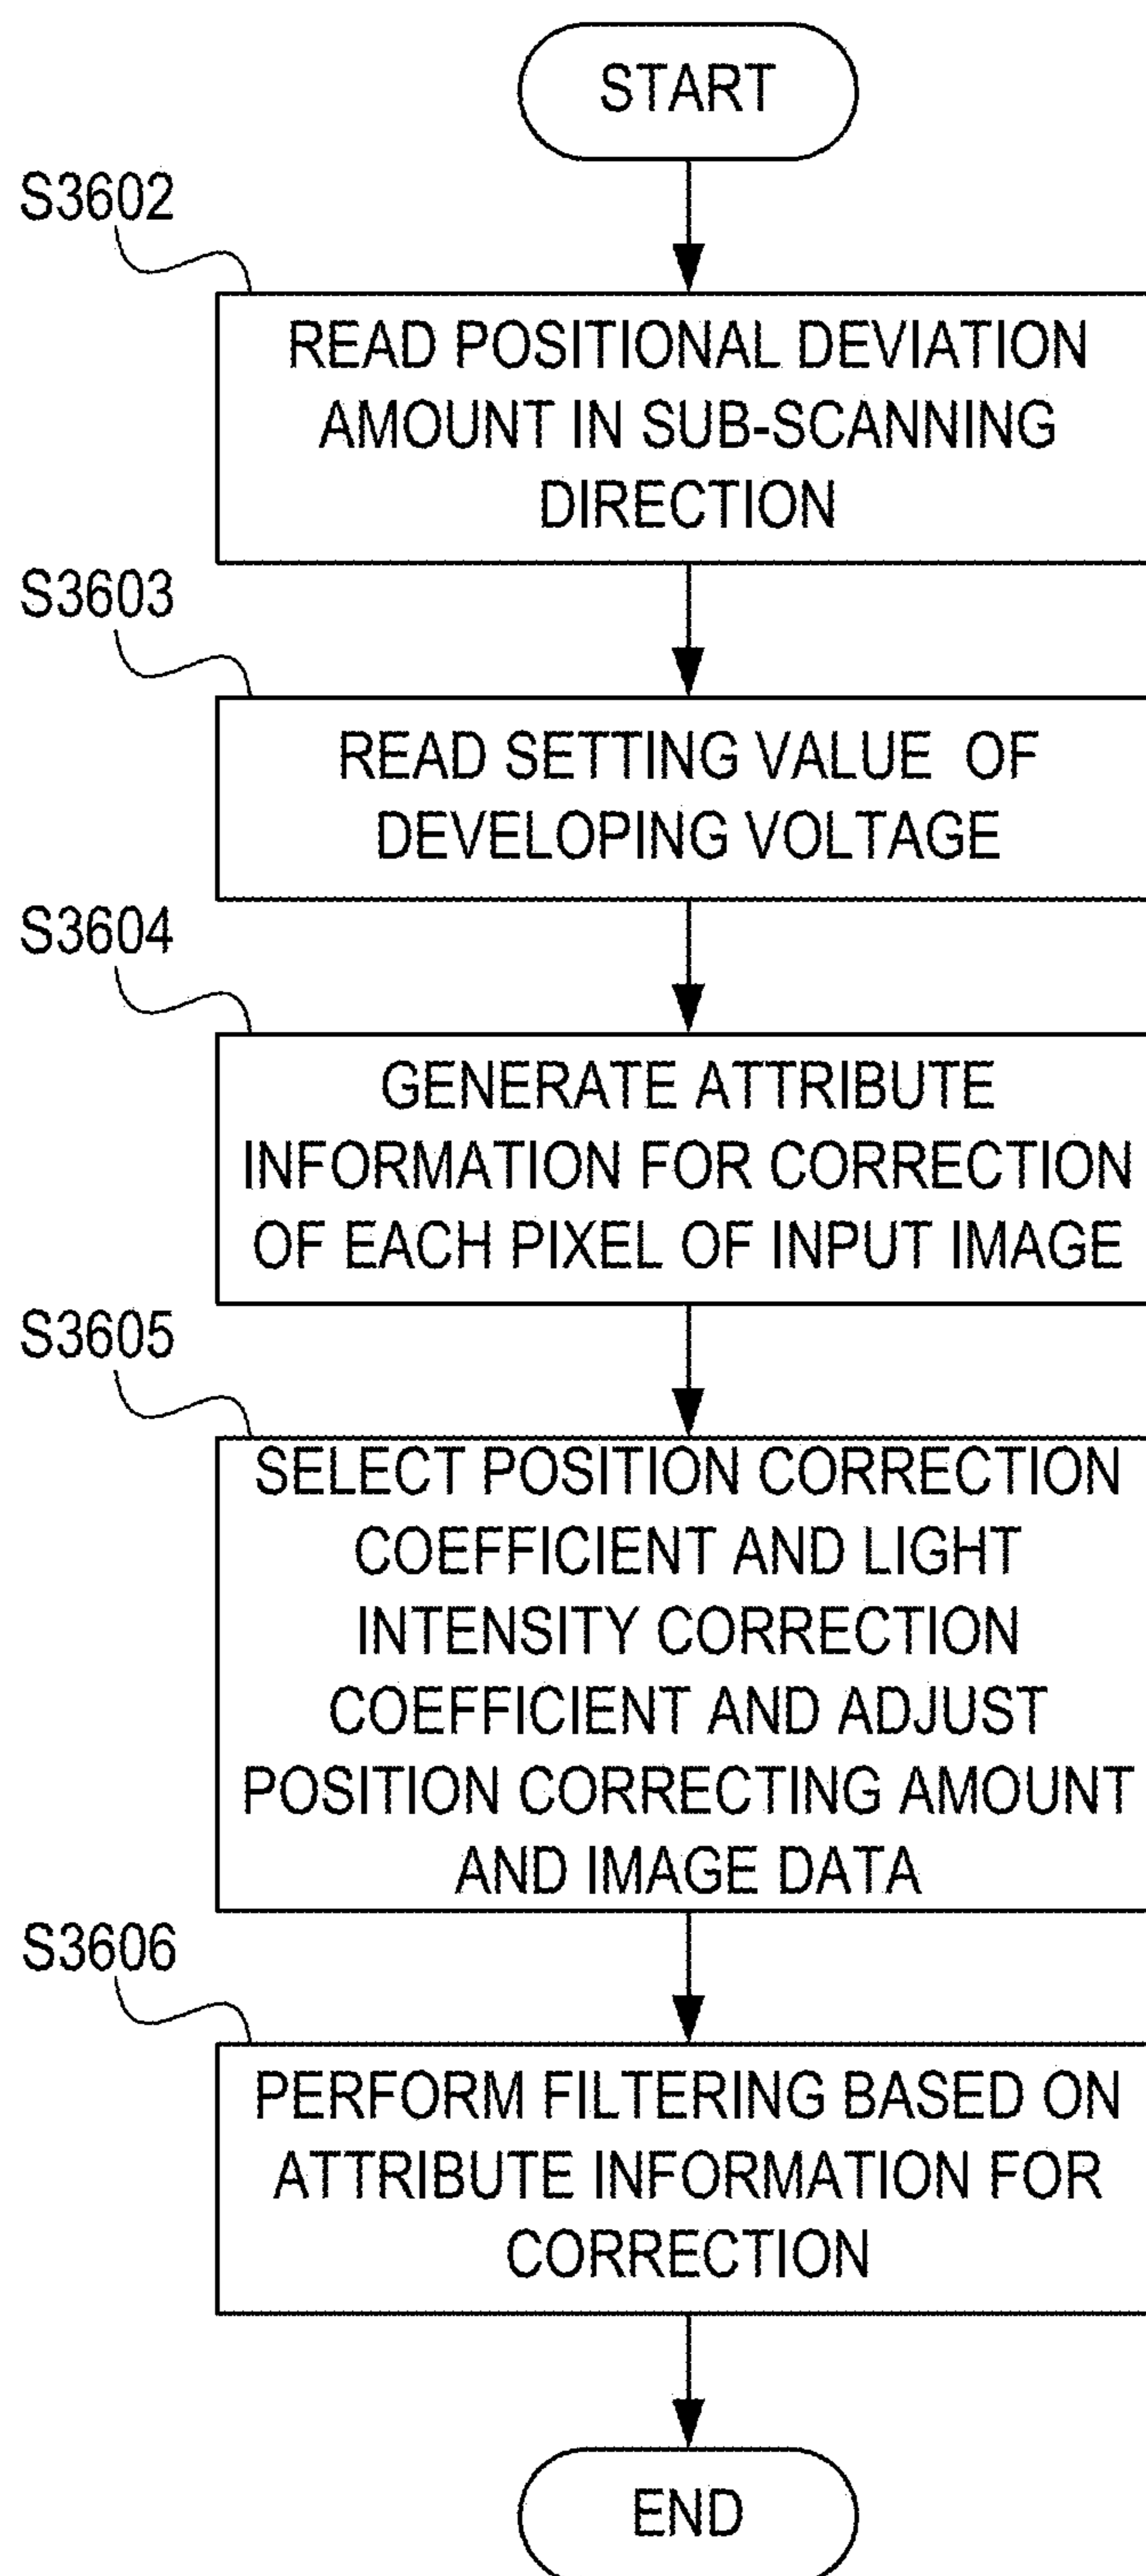 START
S3602
READ POSITIONAL DEVIATION
AMOUNT IN SUB-SCANNING
DIRECTION
S3603
READ SETTING VALUE OF
DEVELOPING VOLTAGE
S3604
GENERATE ATTRIBUTE
INFORMATION FOR CORRECTION
OF EACH PIXEL OF INPUT IMAGE
S3605
SELECT POSITION CORRECTION
COEFFICIENT AND LIGHT
INTENSITY CORRECTION
COEFFICIENT AND ADJUST
POSITION CORRECTING AMOUNT
AND IMAGE DATA
S3606
PERFORM FILTERING BASED ON
ATTRIBUTE INFORMATION FOR
CORRECTION
END